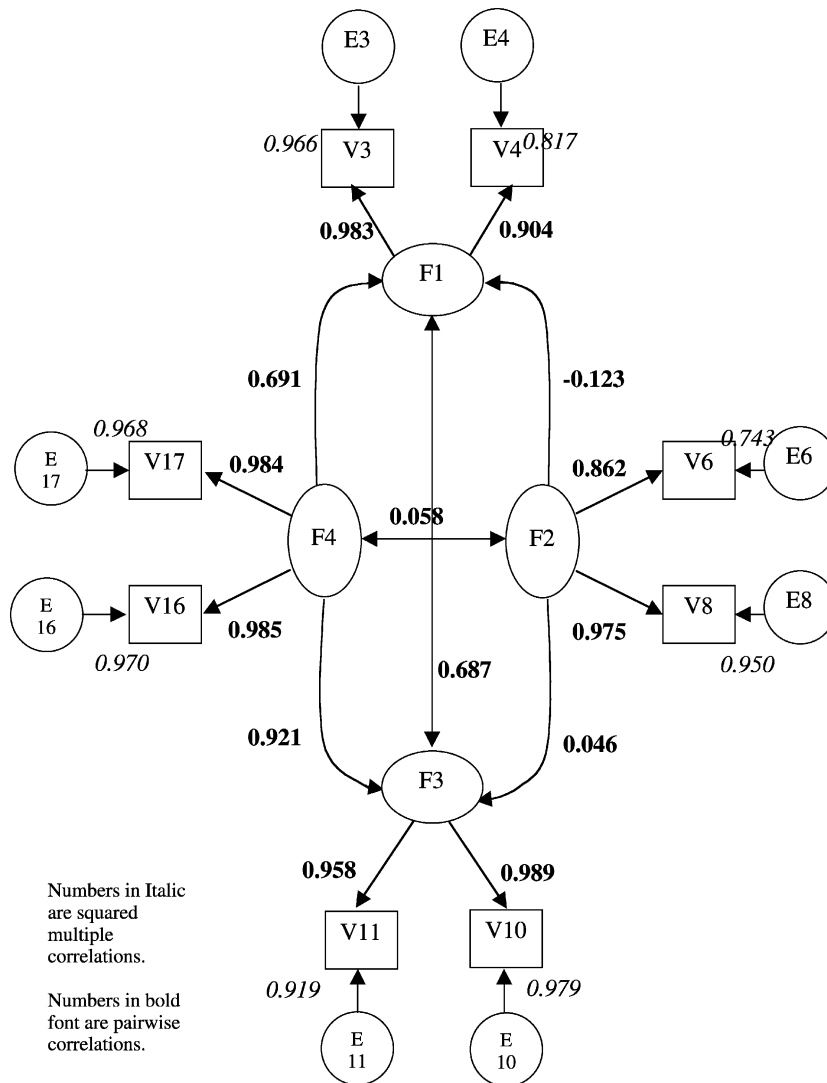 E3
E4
0.966
V3
V4
0.817
0.983
0.904
F1
0.691
-0.123
0.968
0.743
E
17
V17
0.984
0.862
V6
E6
F4
0.058
F2
E
16
V16
0.985
0.975
V8
E8
0.970
0.950
0.687
0.921
0.046
F3
0.958
0.989
Numbers in Italic
are squared
multiple
correlations.
V11
V10
0.919
0.979
Numbers in bold
font are pairwise
correlations.
E
11
E
10